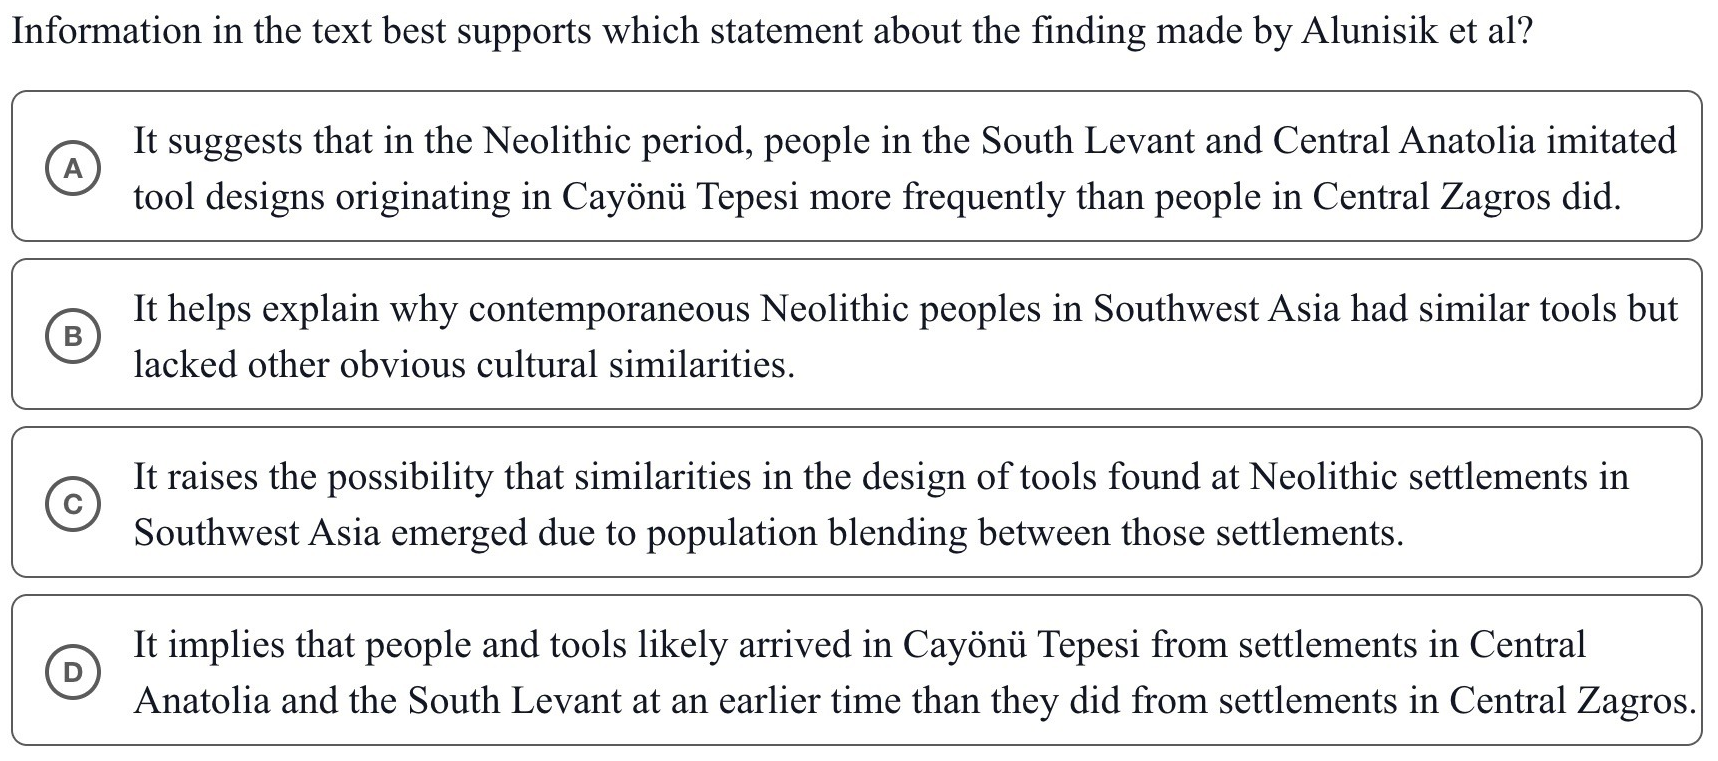 Information in the text best supports which statement about the finding made by Alunisik et al?
A
It suggests that in the Neolithic period, people in the South Levant and Central Anatolia imitated
tool designs originating in Cayönü Tepesi more frequently than people in Central Zagros did.
B
It helps explain why contemporaneous Neolithic peoples in Southwest Asia had similar tools but
lacked other obvious cultural similarities.
C
It raises the possibility that similarities in the design of tools found at Neolithic settlements in
Southwest Asia emerged due to population blending between those settlements.
D
It implies that people and tools likely arrived in Cayönü Tepesi from settlements in Central
Anatolia and the South Levant at an earlier time than they did from settlements in Central Zagros.